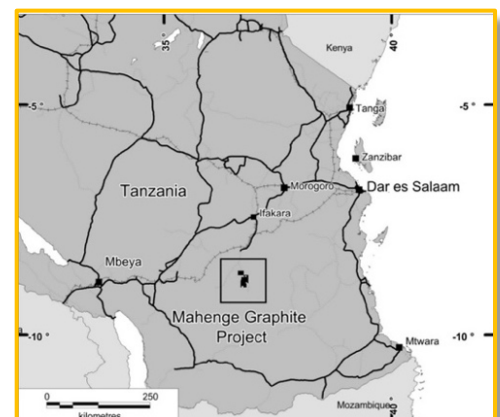 35
40
Kenya
-5
-5
Tanga
Zanzibar
Tanzania
Morogoro
Dar es Salaam
Ifakara
Mbeya
Mahenge Graphite
Project
-10
-10
Mtwara
0
250
kilometres
Mozambique
40